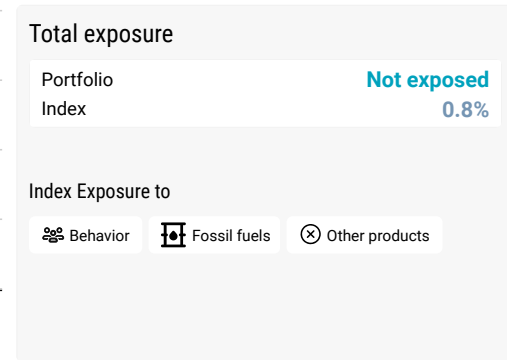 Total exposure
Portfolio Not exposed
Index 0.8%
Index Exposure to
Behavior Fossil fuels Other products